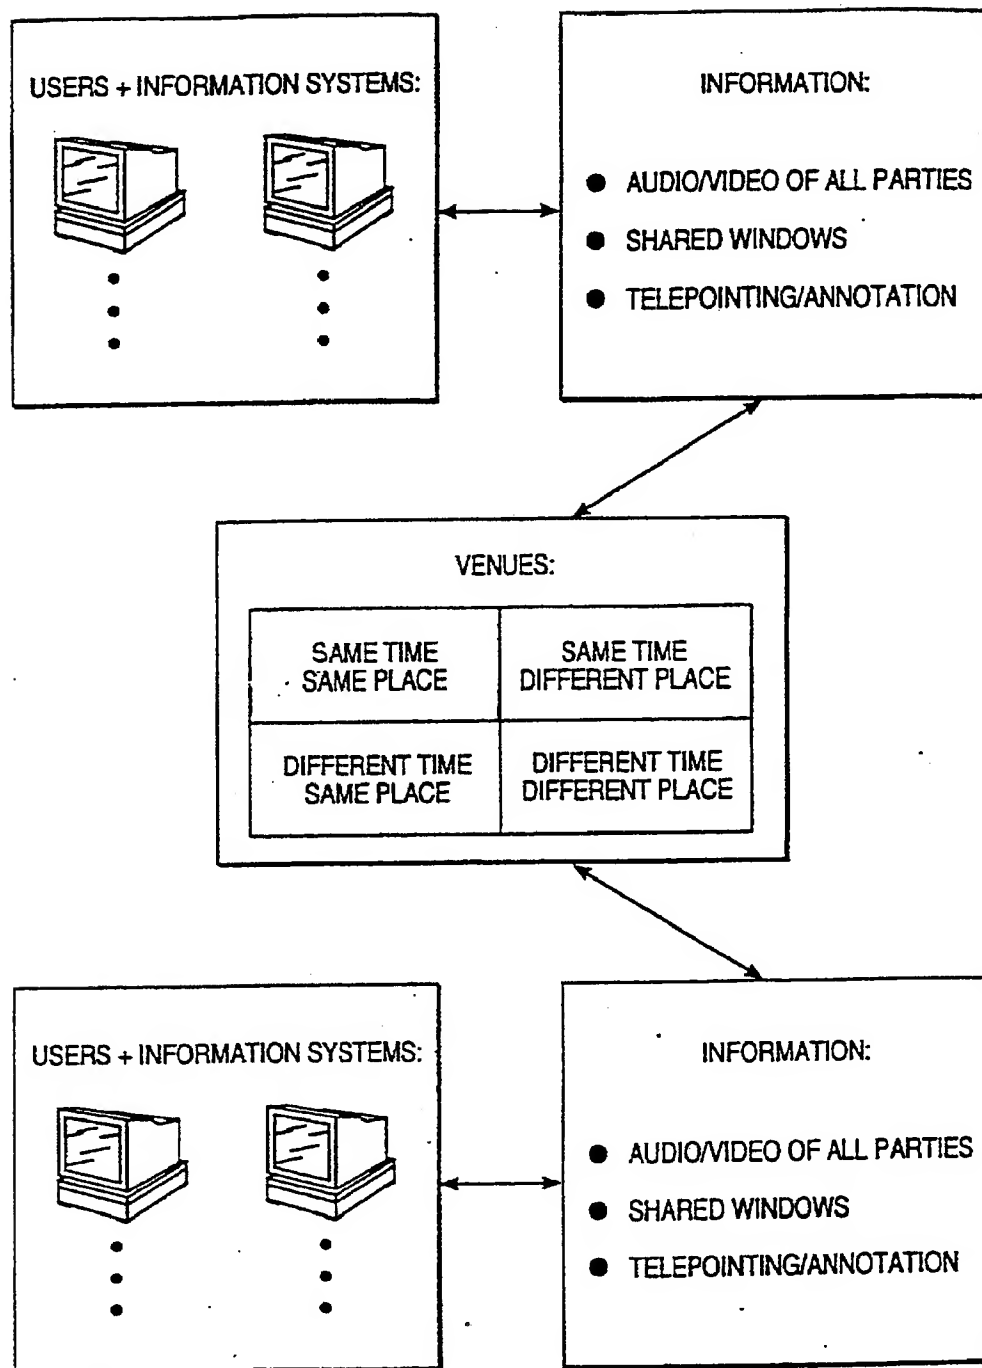 USERS + INFORMATION SYSTEMS:
INFORMATION:
● AUDIO/VIDEO OF ALL PARTIES
● SHARED WINDOWS
● TELEPOINTING/ANNOTATION
VENUES:
SAME TIME
SAME PLACE
SAME TIME
DIFFERENT PLACE
DIFFERENT TIME
SAME PLACE
DIFFERENT TIME
DIFFERENT PLACE
USERS + INFORMATION SYSTEMS:
INFORMATION:
● AUDIO/VIDEO OF ALL PARTIES
● SHARED WINDOWS
● TELEPOINTING/ANNOTATION